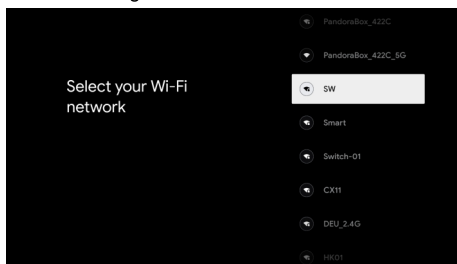 PandoraBox_422C
PandoraBox_422C_5G
Select your Wi-Fi
network
SW
Smart
Switch-01
CX11
DEU_2.4G
HK01